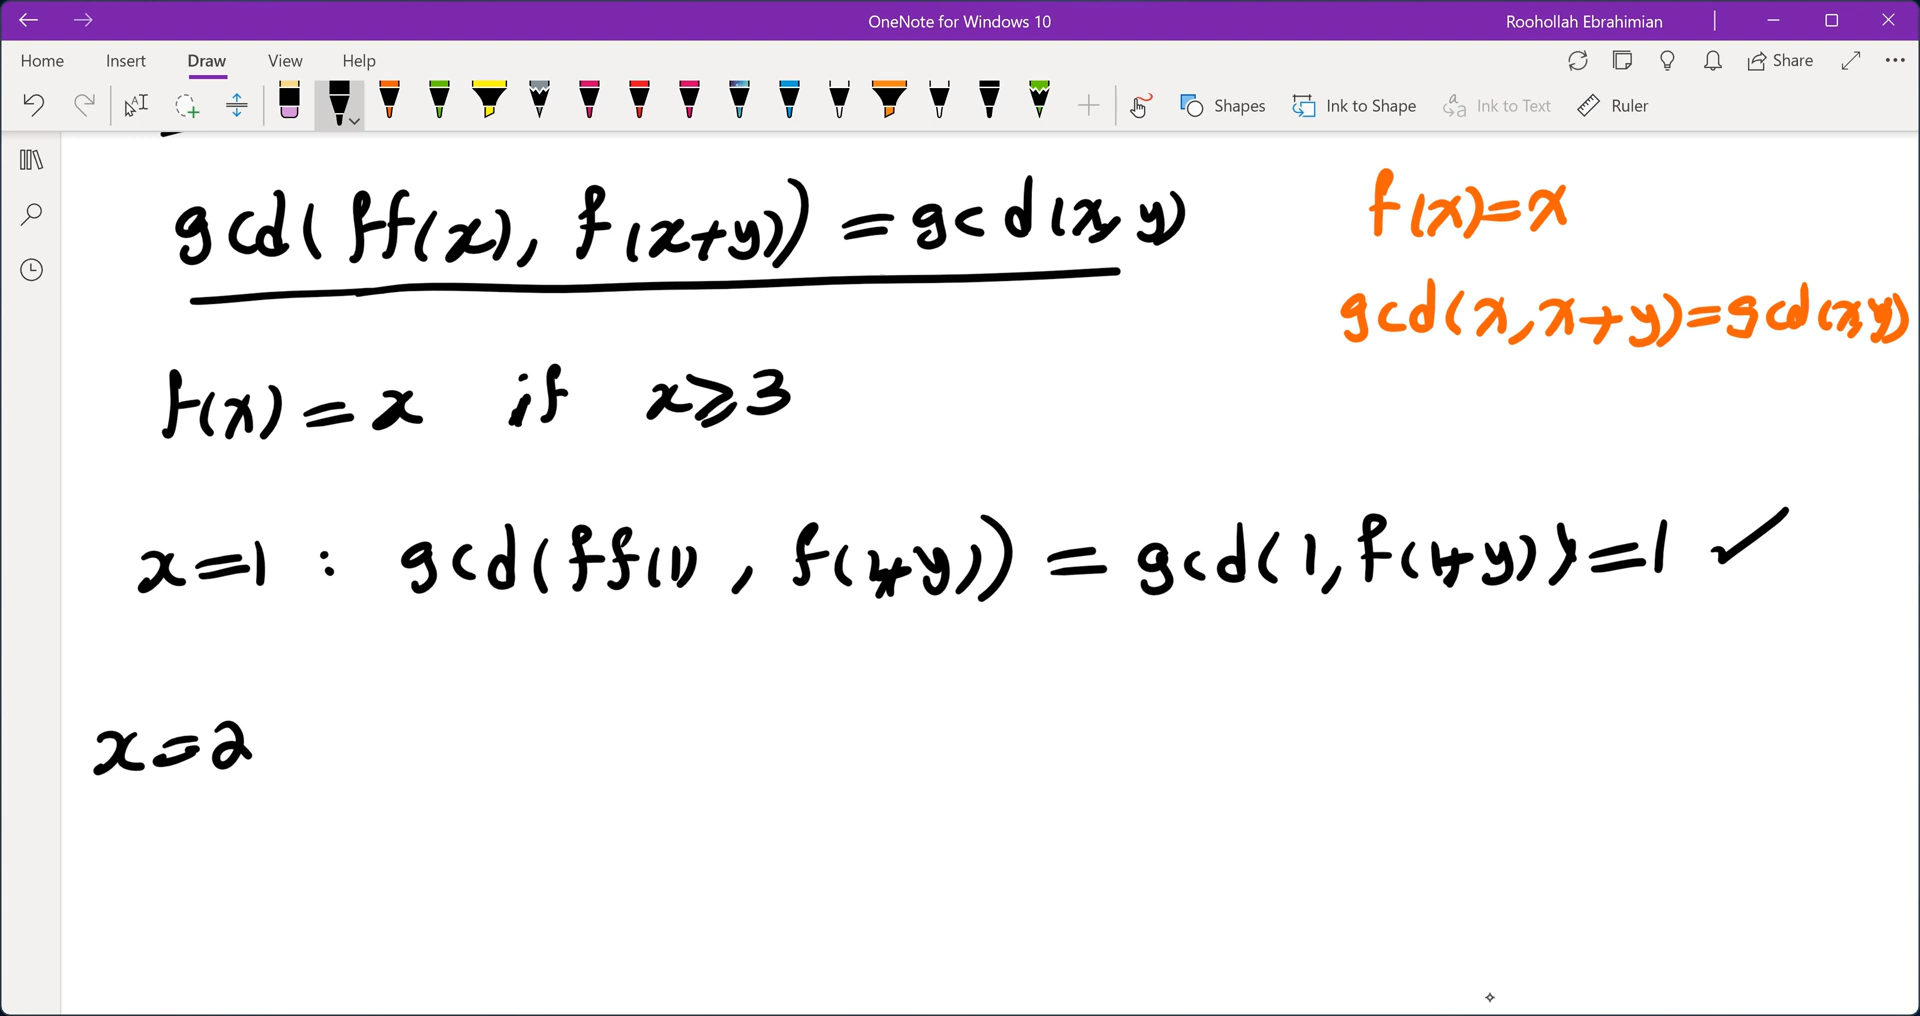 OneNote for Windows 10
Roohollah Ebrahimian
Home Insert Draw View Help
Share
Shapes Ink to Shape Ink to Text Ruler
gcd(ff(x), f(x+y)) = gcd(x, y)
f(x)=x
gcd(x, x+y)=gcd(x,y)
f(x) = x if x⩾3
x=1 : gcd(ff(1), f(1+y)) = gcd(1, f(1+y))=1 ✓
x=2